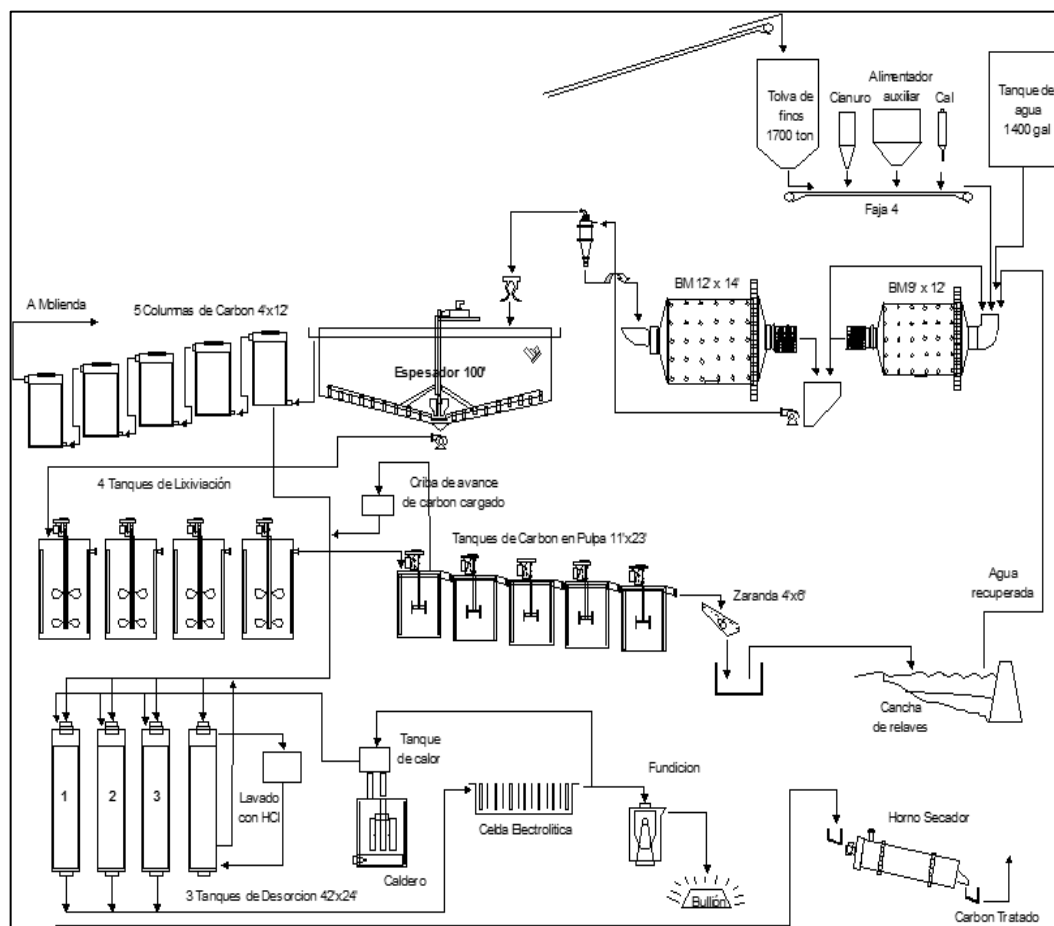 Tolva de
finos
1700 ton
Cianuro
Alimentador
auxiliar
Cal
Tanque de
agua
1400 gal
Faja 4
A Molienda
5 Columnas de Carbon 4'x12'
Espesador 100'
BM 12' x 14'
BM9' x 12'
4 Tanques de Lixiviación
Criba de avance
de carbon cargado
Tanques de Carbon en Pulpa 11'x23'
Zaranda 4'x6'
Agua
recuperada
Cancha
de relaves
1
2
3
Lavado
con HCl
Tanque
de calor
Caldero
Celda Electrolítica
Fundicion
Bullión
Horno Secador
Carbon Tratado
3 Tanques de Desorcion 42'x24'